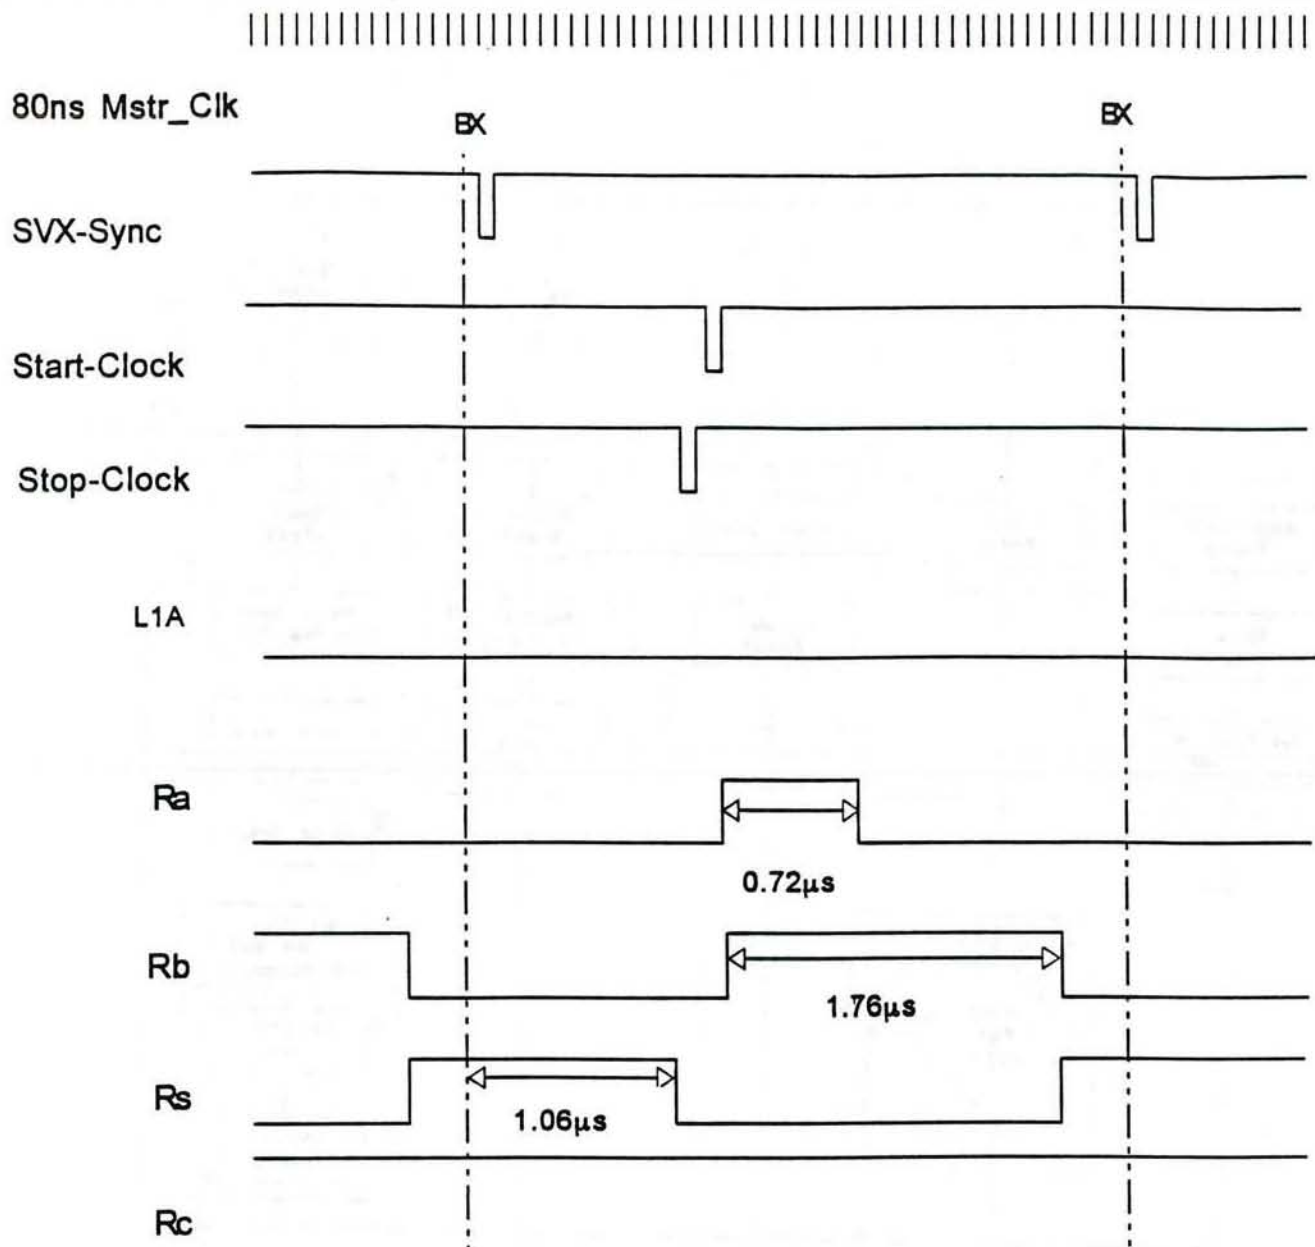 80ns Mstr_Clk
BX BX
SVX-Sync
Start-Clock
Stop-Clock
L1A
Ra
0.72μs
Rb
1.76μs
Rs
1.06μs
Rc